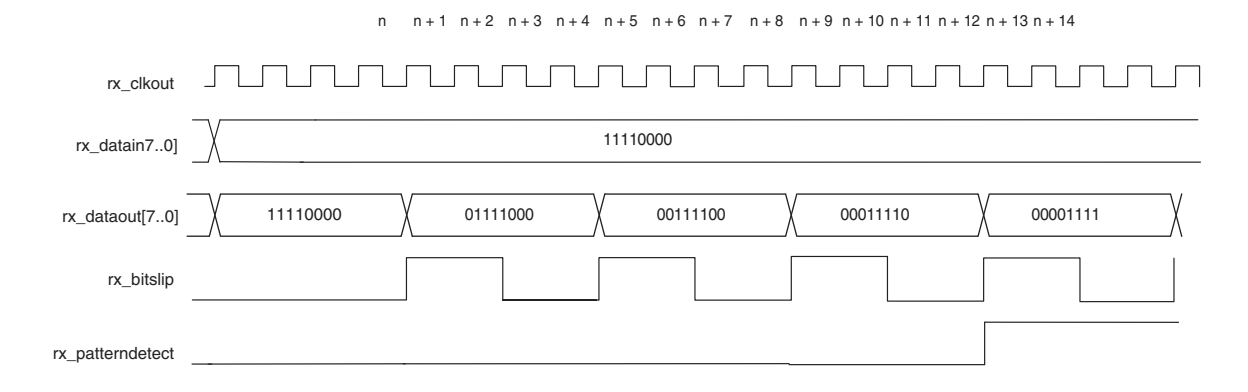 n n + 1 n + 2 n + 3 n + 4 n + 5 n + 6 n + 7 n + 8 n + 9 n + 10 n + 11 n + 12 n + 13 n + 14
rx_clkout
rx_datain7..0] 11110000
rx_dataout[7..0] 11110000 01111000 00111100 00011110 00001111
rx_bitslip
rx_patterndetect